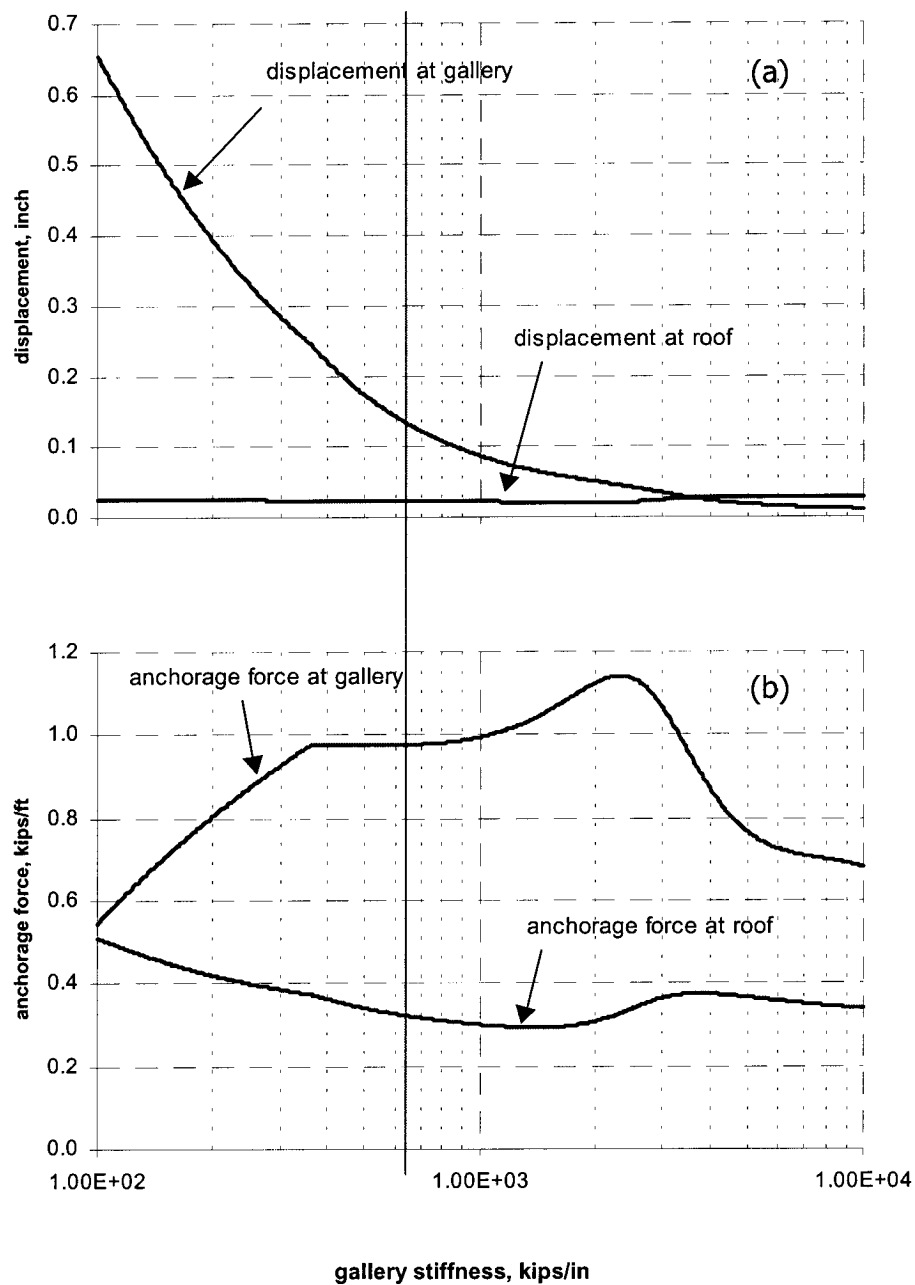 0.7
0.6
0.5
0.4
0.3
0.2
0.1
0.0
displacement, inch
displacement at gallery
(a)
displacement at roof
1.2
1.0
0.8
0.6
0.4
0.2
0.0
anchorage force, kips/ft
anchorage force at gallery
(b)
anchorage force at roof
1.00E+02
1.00E+03
1.00E+04
gallery stiffness, kips/in